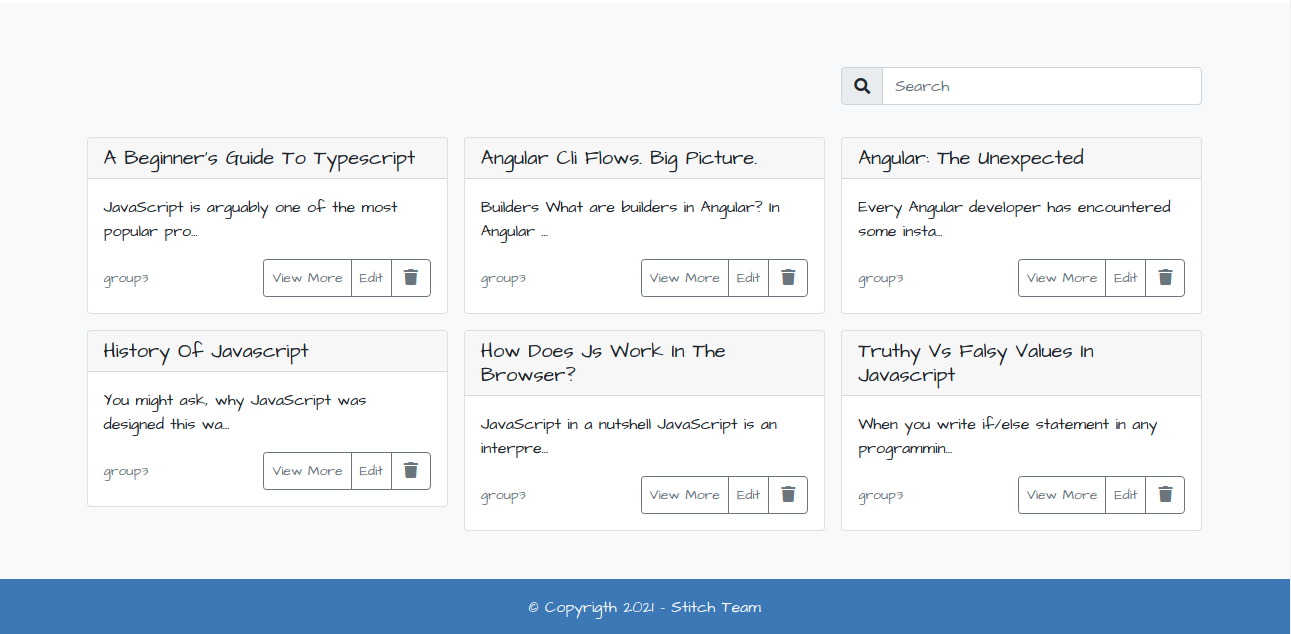 Search
A Beginner's Guide To Typescript
JavaScript is arguably one of the most
popular pro...
group3
View More
Edit
Angular Cli Flows. Big Picture.
Builders What are builders in Angular? In
Angular ...
group3
View More
Edit
Angular: The Unexpected
Every Angular developer has encountered
some insta...
group3
View More
Edit
History Of Javascript
You might ask, why JavaScript was
designed this wa...
group3
View More
Edit
How Does Js Work In The
Browser?
JavaScript in a nutshell JavaScript is an
interpre...
group3
View More
Edit
Truthy Vs Falsy Values In
Javascript
When you write if/else statement in any
programmin...
group3
View More
Edit
© Copyrigth 2021 - Stitch Team